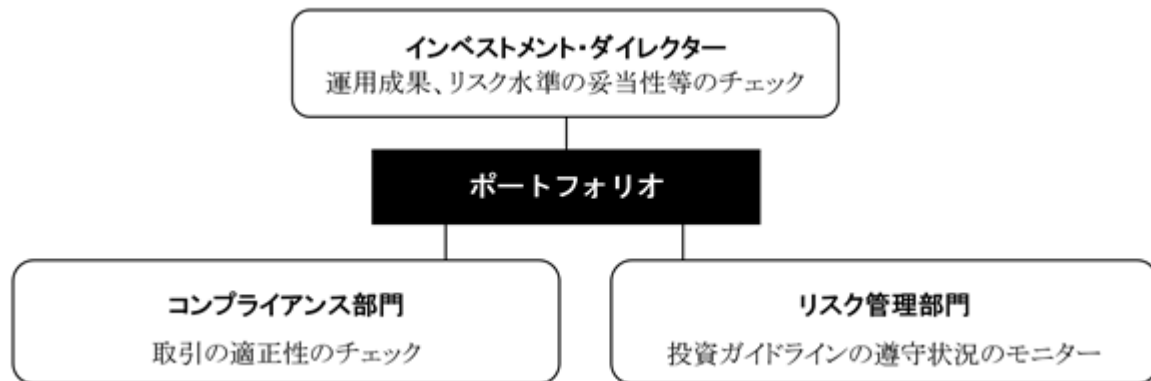 インベストメント・ダイレクター
運用成果、リスク水準の妥当性等のチェック
ポートフォリオ
コンプライアンス部門
取引の適正性のチェック
リスク管理部門
投資ガイドラインの遵守状況のモニター